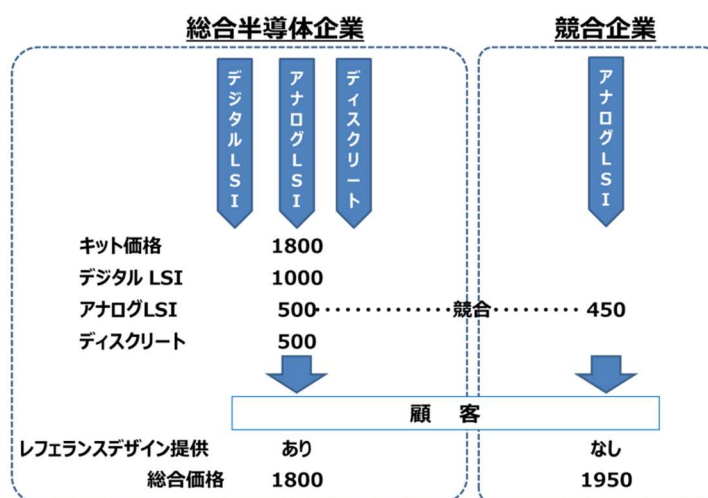 総合半導体企業 競合企業
デジタルLSI
アナログLSI
ディスクリート
アナログLSI
キット価格 1800
デジタル LSI 1000
アナログLSI 500‥‥‥‥‥‥‥競合‥‥‥‥ 450
ディスクリート 500
顧 客
レフェランスデザイン提供 あり なし
総合価格 1800 1950